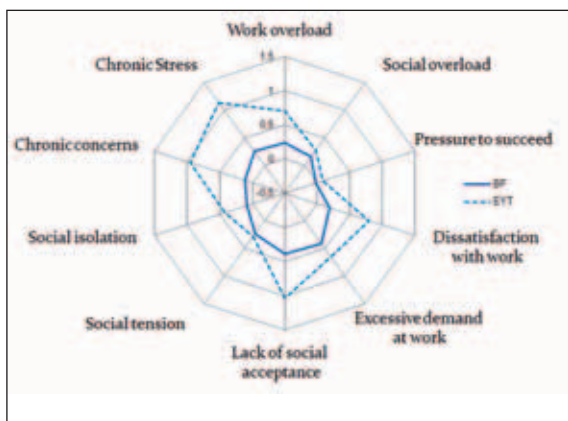 Work overload
Chronic Stress
Social overload
1.5
1
0.5
0
-0.5
Chronic concerns
Pressure to succeed
BF
EYT
Social isolation
Dissatisfaction
with work
Social tension
Excessive demand
at work
Lack of social
acceptance